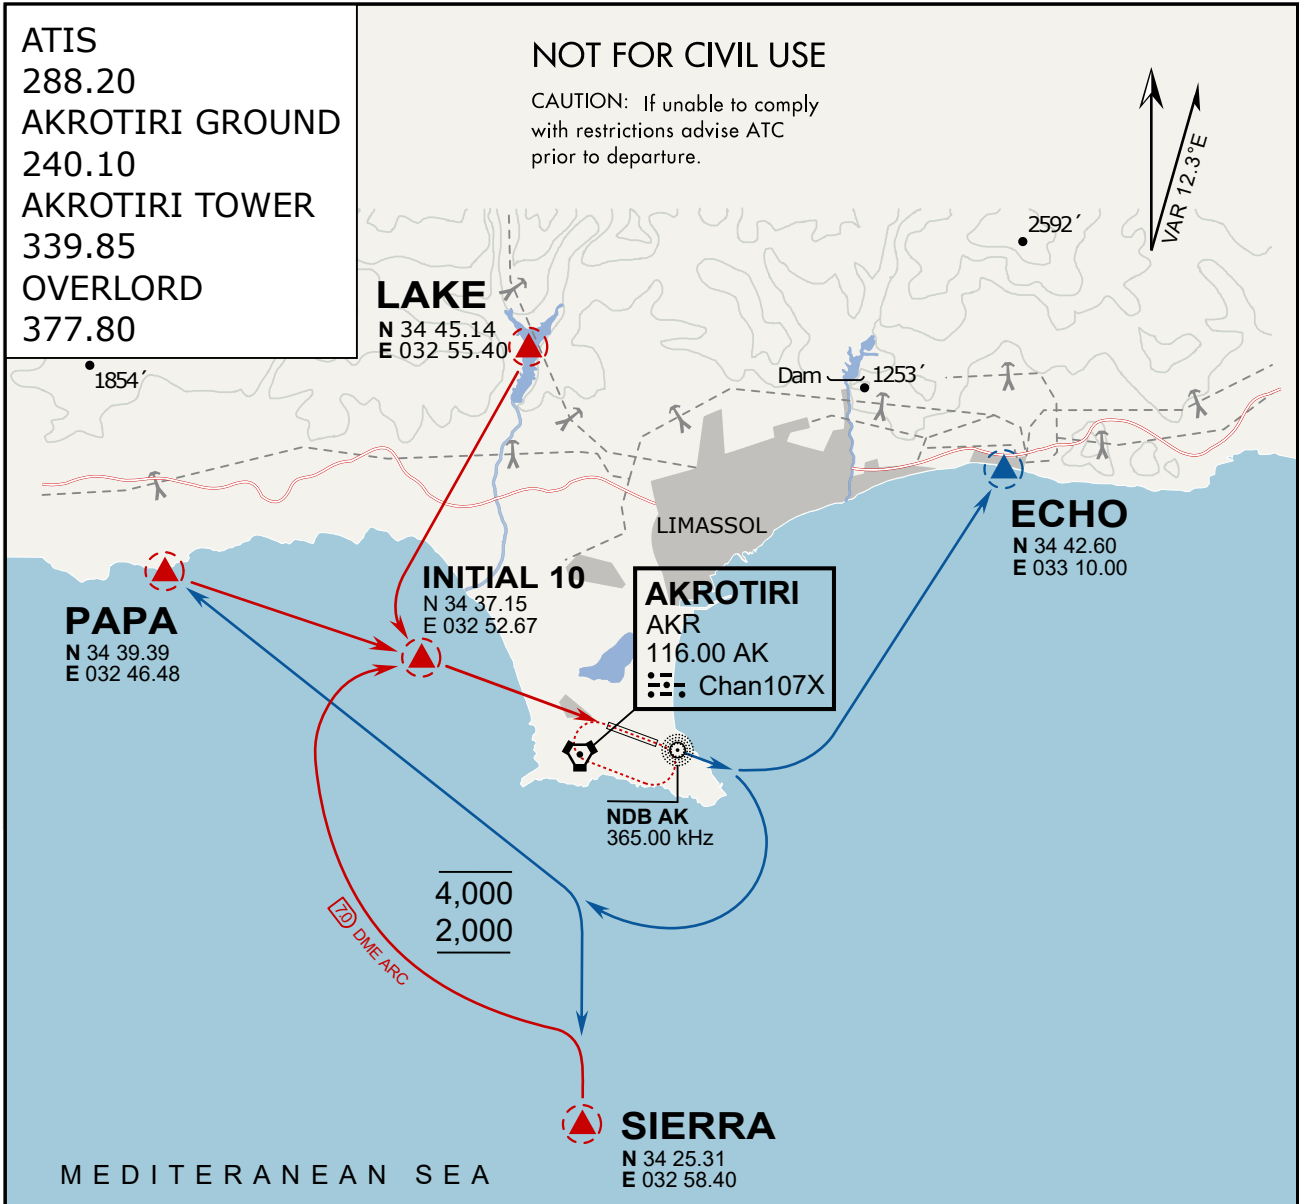 ATIS
288.20
AKROTIRI GROUND
240.10
AKROTIRI TOWER
339.85
OVERLORD
377.80
NOT FOR CIVIL USE
CAUTION: If unable to comply
with restrictions advise ATC
prior to departure.
VAR 12.3°E
2592´
LAKE
N 34 45.14
E 032 55.40
1854´
Dam
1253´
LIMASSOL
ECHO
N 34 42.60
E 033 10.00
INITIAL 10
N 34 37.15
E 032 52.67
PAPA
N 34 39.39
E 032 46.48
AKROTIRI
AKR
116.00 AK
Chan107X
NDB AK
365.00 kHz
4,000
2,000
7.0 DME ARC
SIERRA
N 34 25.31
E 032 58.40
MEDITERANEAN SEA